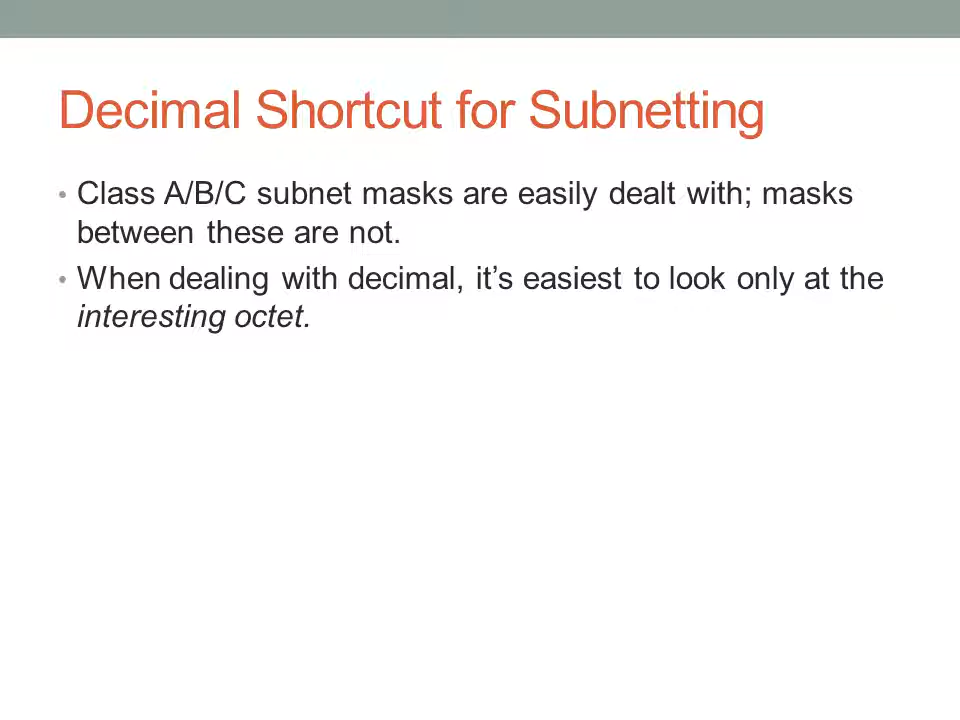 Decimal Shortcut for Subnetting
• Class A/B/C subnet masks are easily dealt with; masks
between these are not.
• When dealing with decimal, it’s easiest to look only at the
interesting octet.